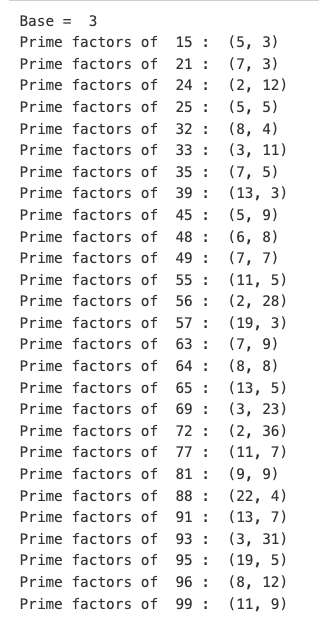 Base =  3
Prime factors of  15 :  (5, 3)
Prime factors of  21 :  (7, 3)
Prime factors of  24 :  (2, 12)
Prime factors of  25 :  (5, 5)
Prime factors of  32 :  (8, 4)
Prime factors of  33 :  (3, 11)
Prime factors of  35 :  (7, 5)
Prime factors of  39 :  (13, 3)
Prime factors of  45 :  (5, 9)
Prime factors of  48 :  (6, 8)
Prime factors of  49 :  (7, 7)
Prime factors of  55 :  (11, 5)
Prime factors of  56 :  (2, 28)
Prime factors of  57 :  (19, 3)
Prime factors of  63 :  (7, 9)
Prime factors of  64 :  (8, 8)
Prime factors of  65 :  (13, 5)
Prime factors of  69 :  (3, 23)
Prime factors of  72 :  (2, 36)
Prime factors of  77 :  (11, 7)
Prime factors of  81 :  (9, 9)
Prime factors of  88 :  (22, 4)
Prime factors of  91 :  (13, 7)
Prime factors of  93 :  (3, 31)
Prime factors of  95 :  (19, 5)
Prime factors of  96 :  (8, 12)
Prime factors of  99 :  (11, 9)